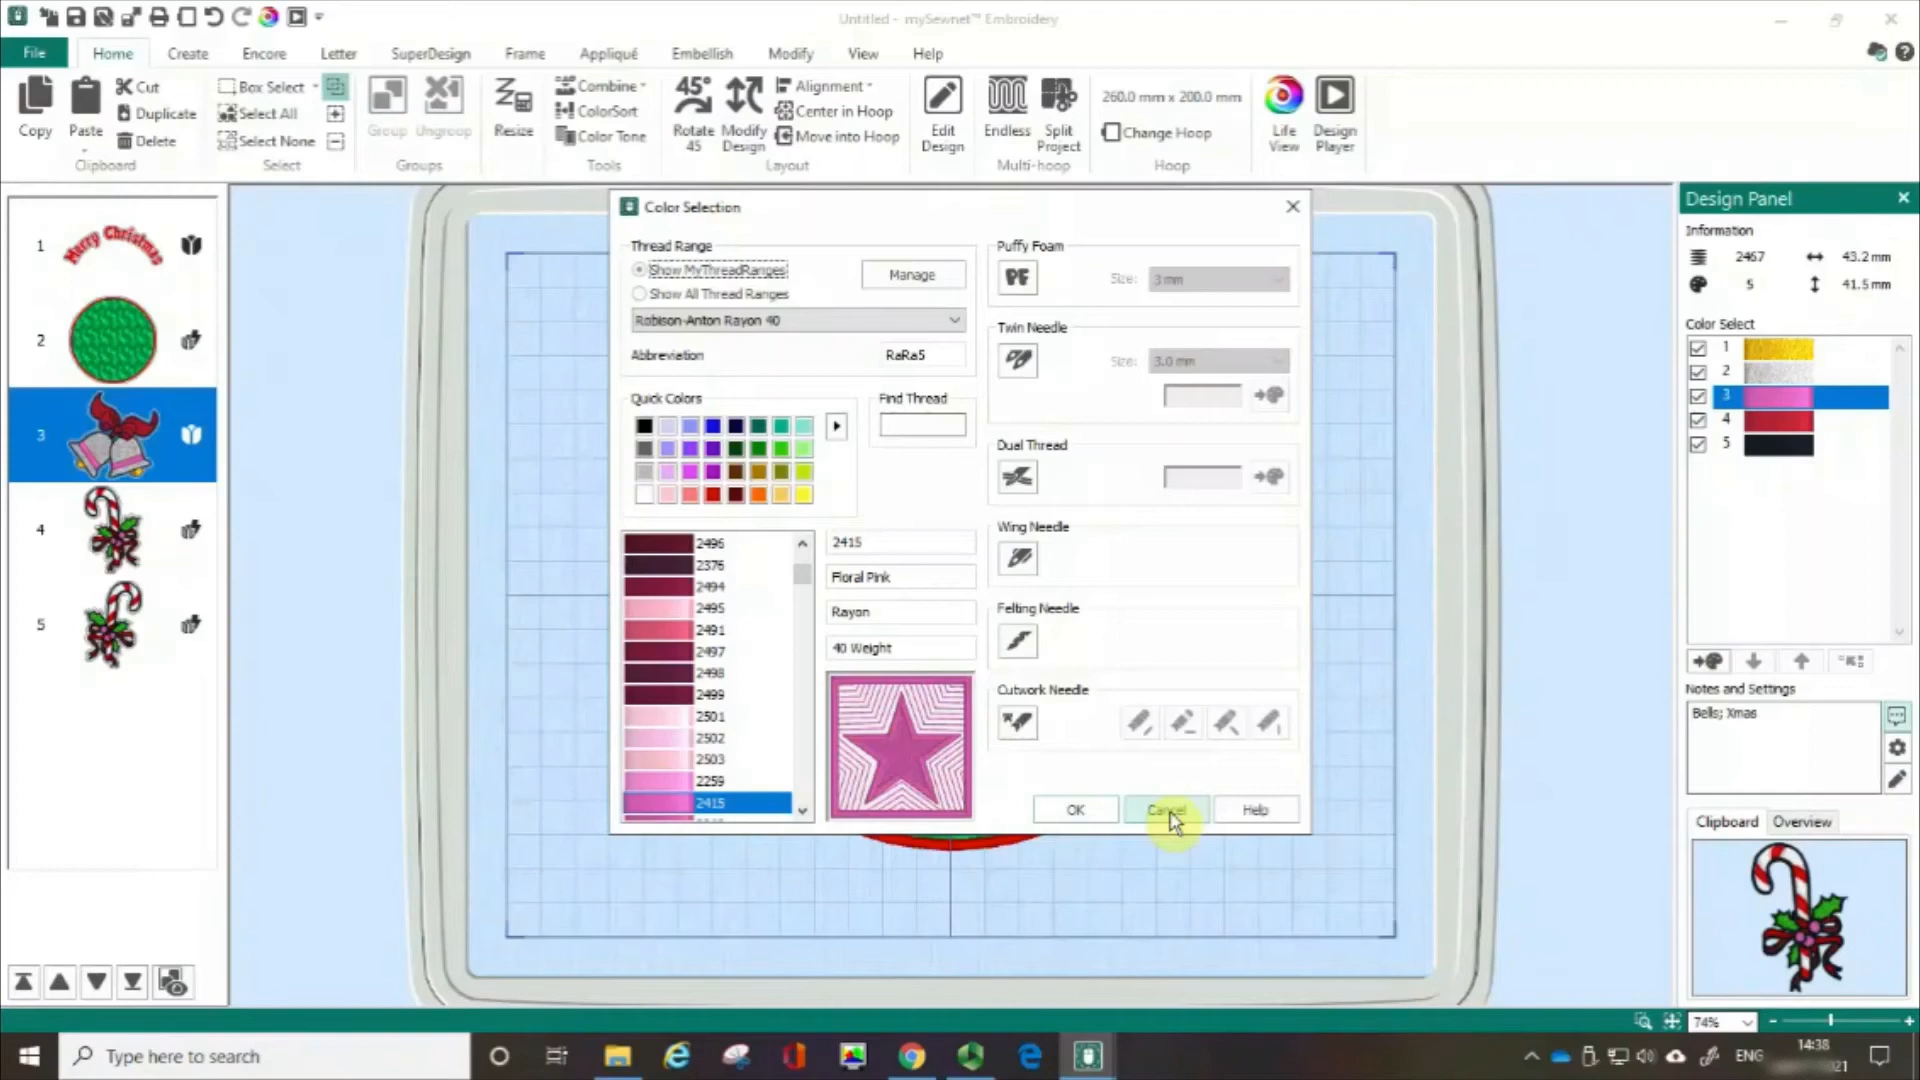 Untitled - mySewnet™ Embroidery
File Home Create Encore Letter SuperDesign Frame Appliqué Embellish Modify View Help
Copy Paste Cut Duplicate Delete Clipboard
Box Select Select All Select None Select
Group Ungroup Groups
Resize
Combine ColorSort Color Tone Tools
Rotate 45 Modify Design Alignment Center in Hoop Move into Hoop Layout
45°
Edit Design
Endless Split Project Multi-hoop
260.0 mm x 200.0 mm Change Hoop Hoop
Life View Design Player
1 Merry Christmas
2
3
4
5
Color Selection
Thread Range
Show MyThreadRanges
Show All Thread Ranges
Manage
Robison-Anton Rayon 40
Abbreviation RaRa5
Quick Colors
Find Thread
2496
2376
2494
2495
2491
2497
2498
2499
2501
2502
2503
2259
2415
2415
Floral Pink
Rayon
40 Weight
Puffy Foam
PF Size: 3 mm
Twin Needle
Size: 3.0 mm
Dual Thread
Wing Needle
Felting Needle
Cutwork Needle
OK Cancel Help
Design Panel
Information
2467 43.2 mm
5 41.5 mm
Color Select
1
2
3
4
5
Notes and Settings
Bells; Xmas
Clipboard Overview
74%
Type here to search
ENG
14:38